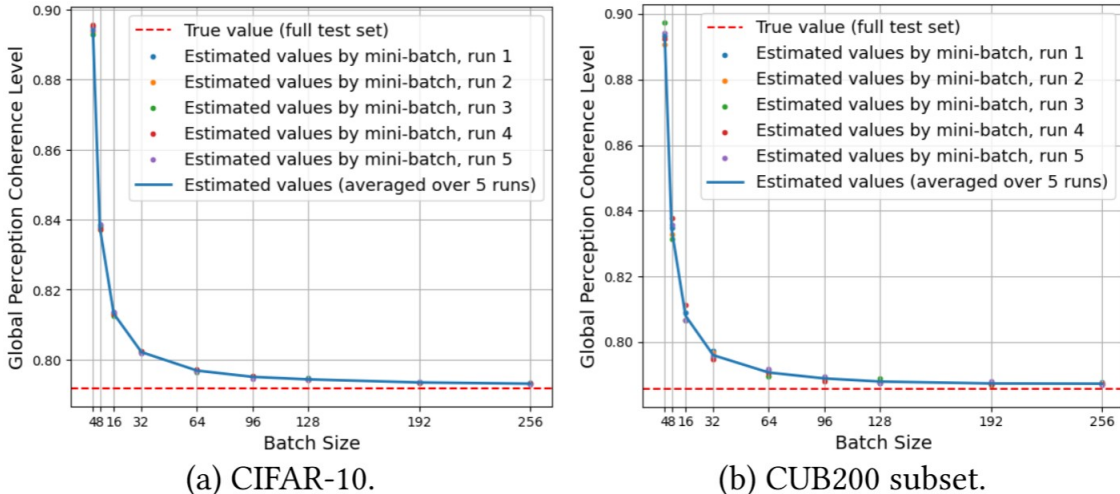 0.90
0.88
0.86
0.84
0.82
0.80
Global Perception Coherence Level
True value (full test set)
Estimated values by mini-batch, run 1
Estimated values by mini-batch, run 2
Estimated values by mini-batch, run 3
Estimated values by mini-batch, run 4
Estimated values by mini-batch, run 5
Estimated values (averaged over 5 runs)
4 8 16 32 64 96 128 192 256
Batch Size
(a) CIFAR-10.
0.90
0.88
0.86
0.84
0.82
0.80
Global Perception Coherence Level
True value (full test set)
Estimated values by mini-batch, run 1
Estimated values by mini-batch, run 2
Estimated values by mini-batch, run 3
Estimated values by mini-batch, run 4
Estimated values by mini-batch, run 5
Estimated values (averaged over 5 runs)
4 8 16 32 64 96 128 192 256
Batch Size
(b) CUB200 subset.